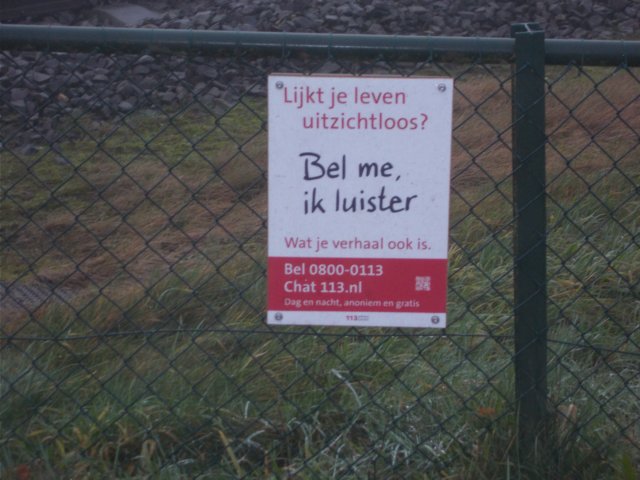 Lijkt je leven
uitzichtloos?
Bel me,
ik luister
Wat je verhaal ook is.
Bel 0800-0113
Chat 113.nl
Dag en nacht, anoniem en gratis
113